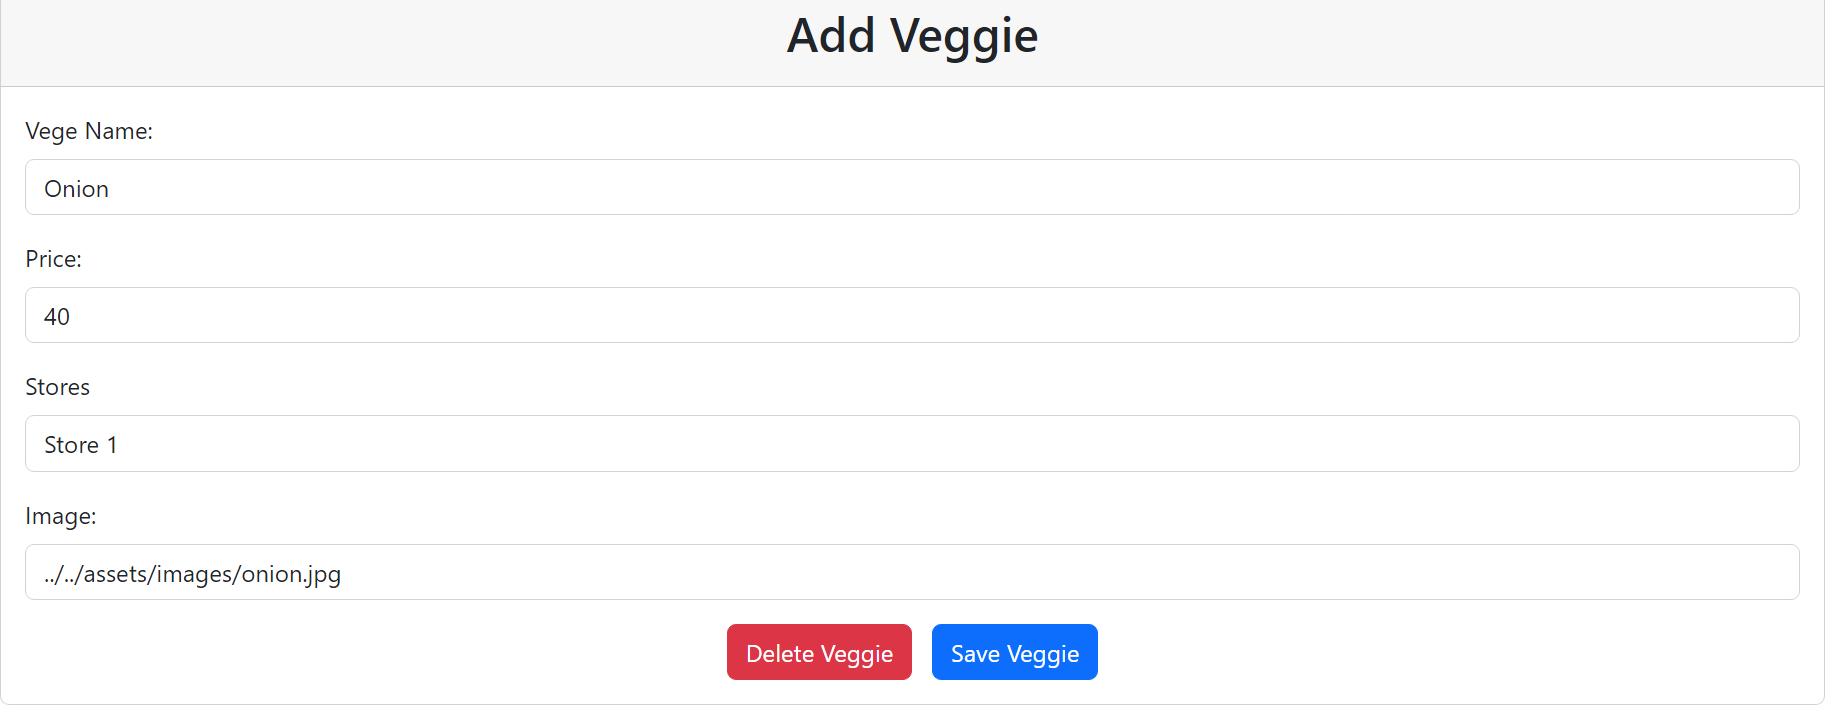 Add Veggie
Vege Name:
Onion
Price:
40
Stores
Store 1
Image:
../../assets/images/onion.jpg
Delete Veggie Save Veggie